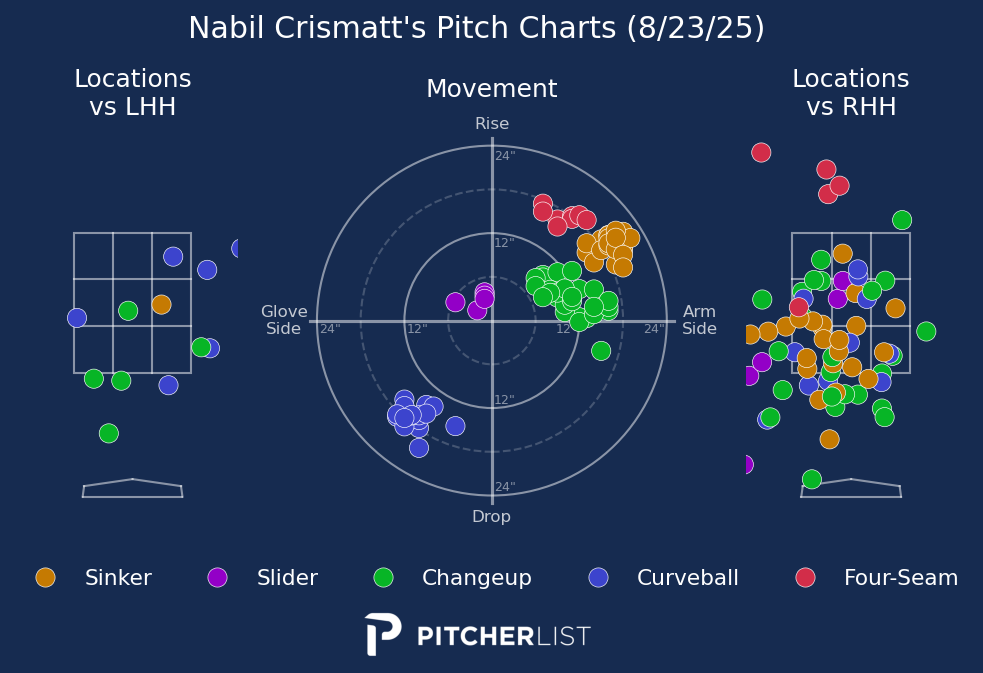 Nabil Crismatt's Pitch Charts (8/23/25)
Locations
vs LHH
Movement
Locations
vs RHH
Rise
24"
12"
Glove
Side
24"
12"
12"
24"
Arm
Side
12"
24"
Drop
Sinker
Slider
Changeup
Curveball
Four-Seam
PITCHERLIST